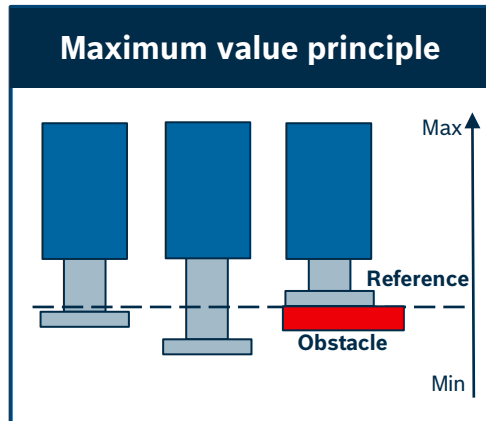 Maximum value principle
Max
Reference
Obstacle
Min